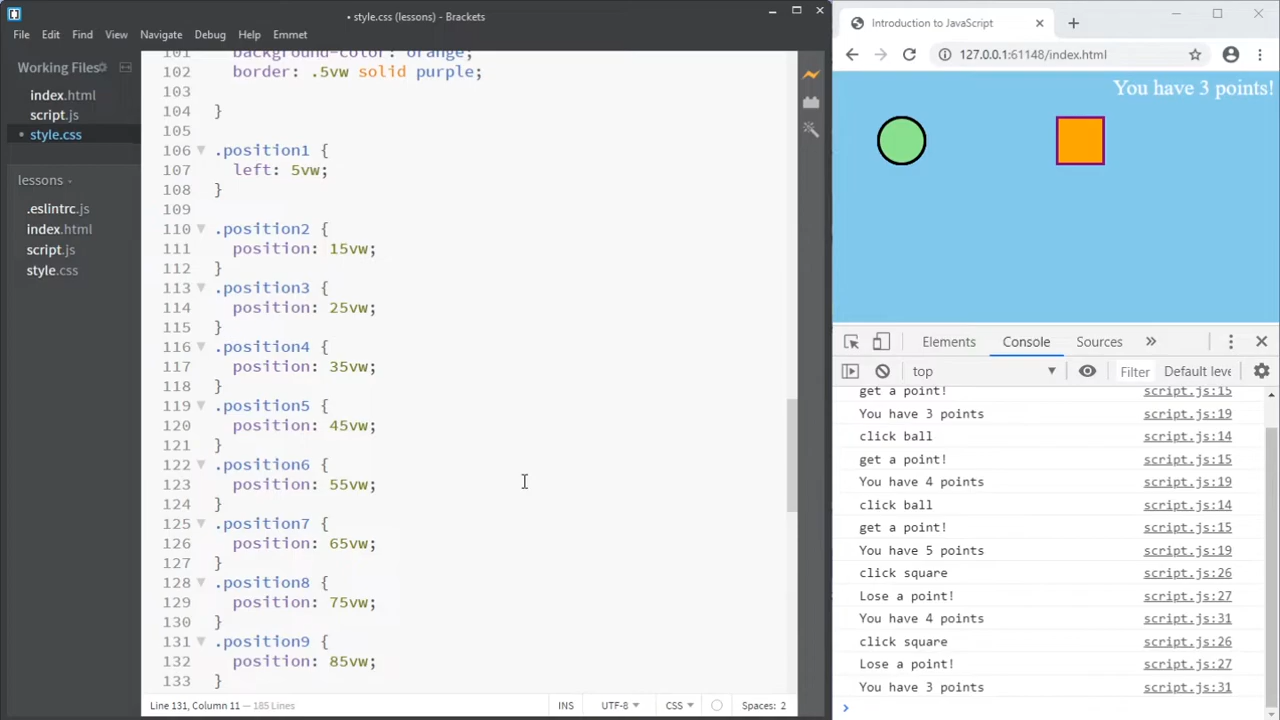 • style.css (lessons) - Brackets
File Edit Find View Navigate Debug Help Emmet
Working Files
index.html
script.js
• style.css
lessons
.eslintrc.js
index.html
script.js
style.css
101 background-color: orange;
102 border: .5vw solid purple;
103
104 }
105
106 .position1 {
107 left: 5vw;
108 }
109
110 .position2 {
111 position: 15vw;
112 }
113 .position3 {
114 position: 25vw;
115 }
116 .position4 {
117 position: 35vw;
118 }
119 .position5 {
120 position: 45vw;
121 }
122 .position6 {
123 position: 55vw;
124 }
125 .position7 {
126 position: 65vw;
127 }
128 .position8 {
129 position: 75vw;
130 }
131 .position9 {
132 position: 85vw;
133 }
Line 131, Column 11 — 185 Lines
INS UTF-8 CSS Spaces: 2
Introduction to JavaScript
127.0.0.1:61148/index.html
You have 3 points!
Elements Console Sources
top Filter Default leve
get a point! script.js:15
You have 3 points script.js:19
click ball script.js:14
get a point! script.js:15
You have 4 points script.js:19
click ball script.js:14
get a point! script.js:15
You have 5 points script.js:19
click square script.js:26
Lose a point! script.js:27
You have 4 points script.js:31
click square script.js:26
Lose a point! script.js:27
You have 3 points script.js:31